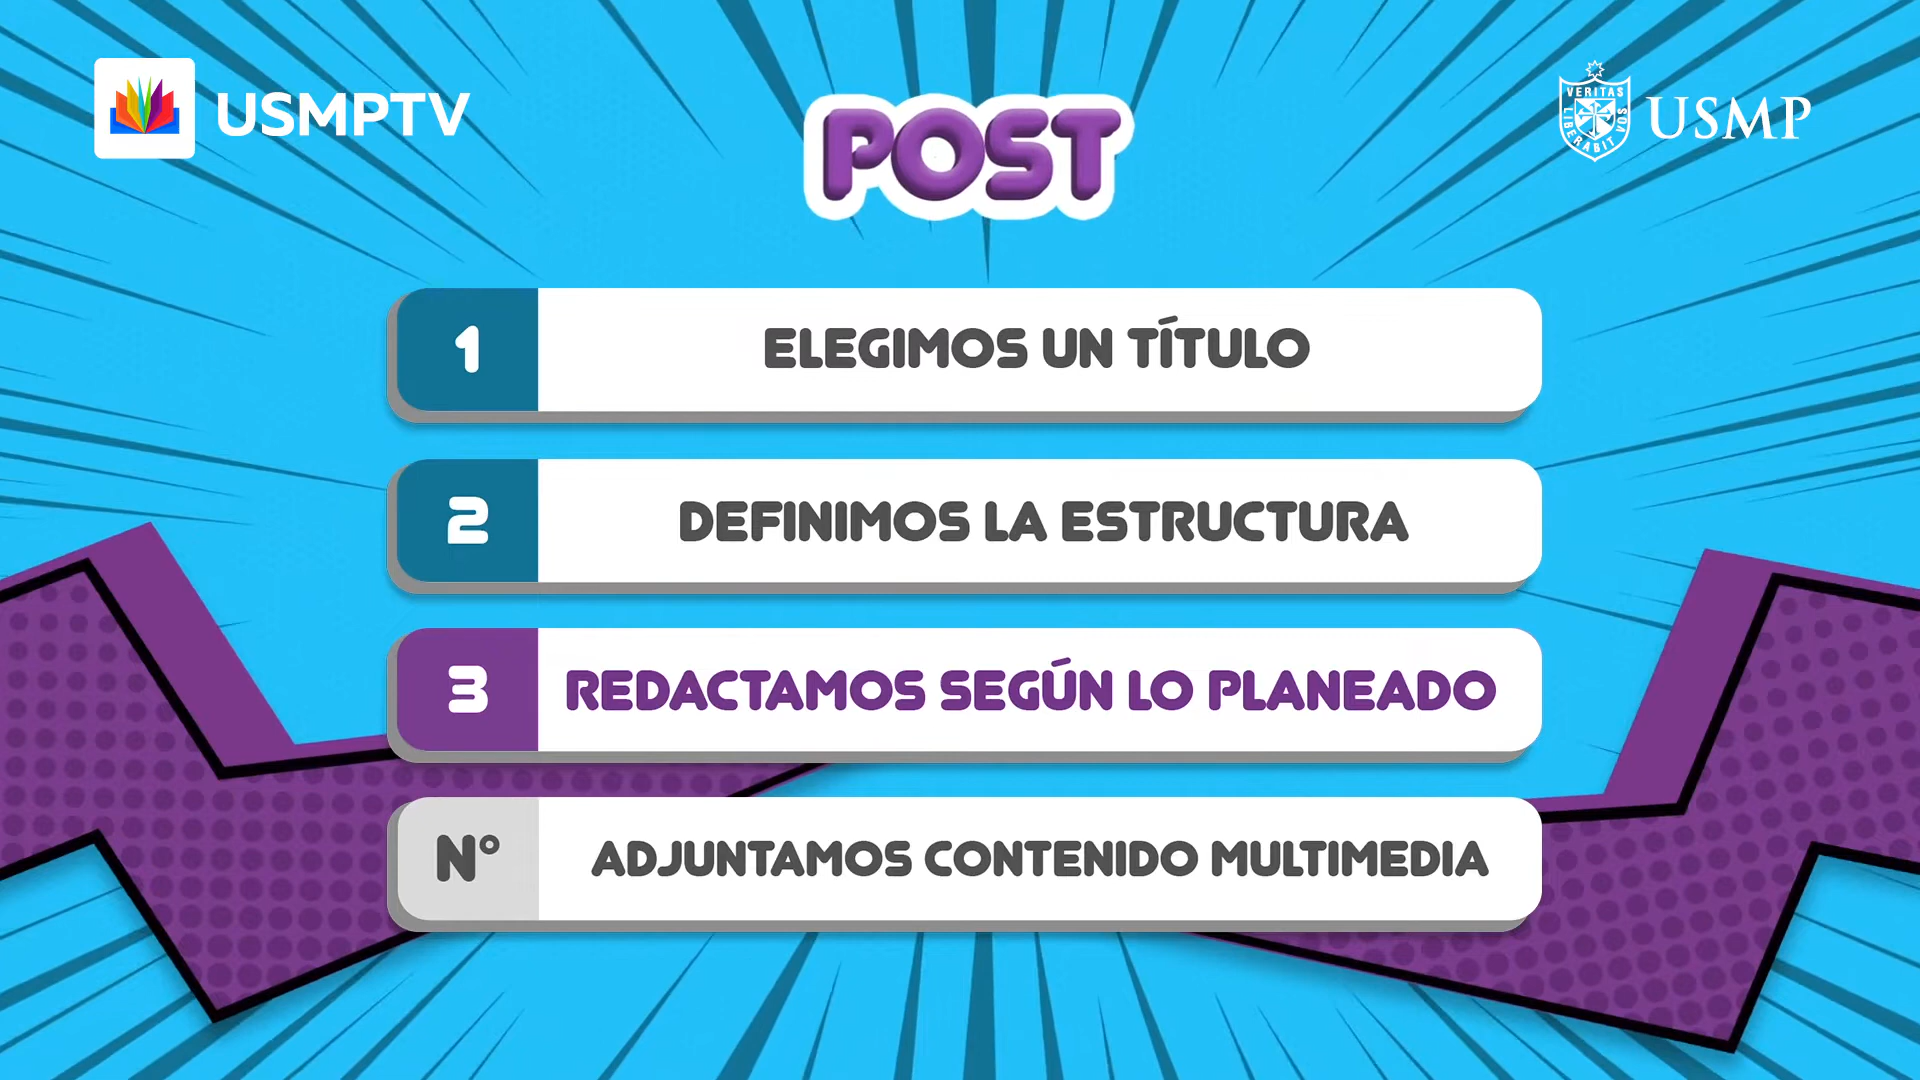 USMPTV
POST
VERITAS
LIBERABIT VOS
USMP
1 ELEGIMOS UN TÍTULO
2 DEFINIMOS LA ESTRUCTURA
3 REDACTAMOS SEGÚN LO PLANEADO
N° ADJUNTAMOS CONTENIDO MULTIMEDIA